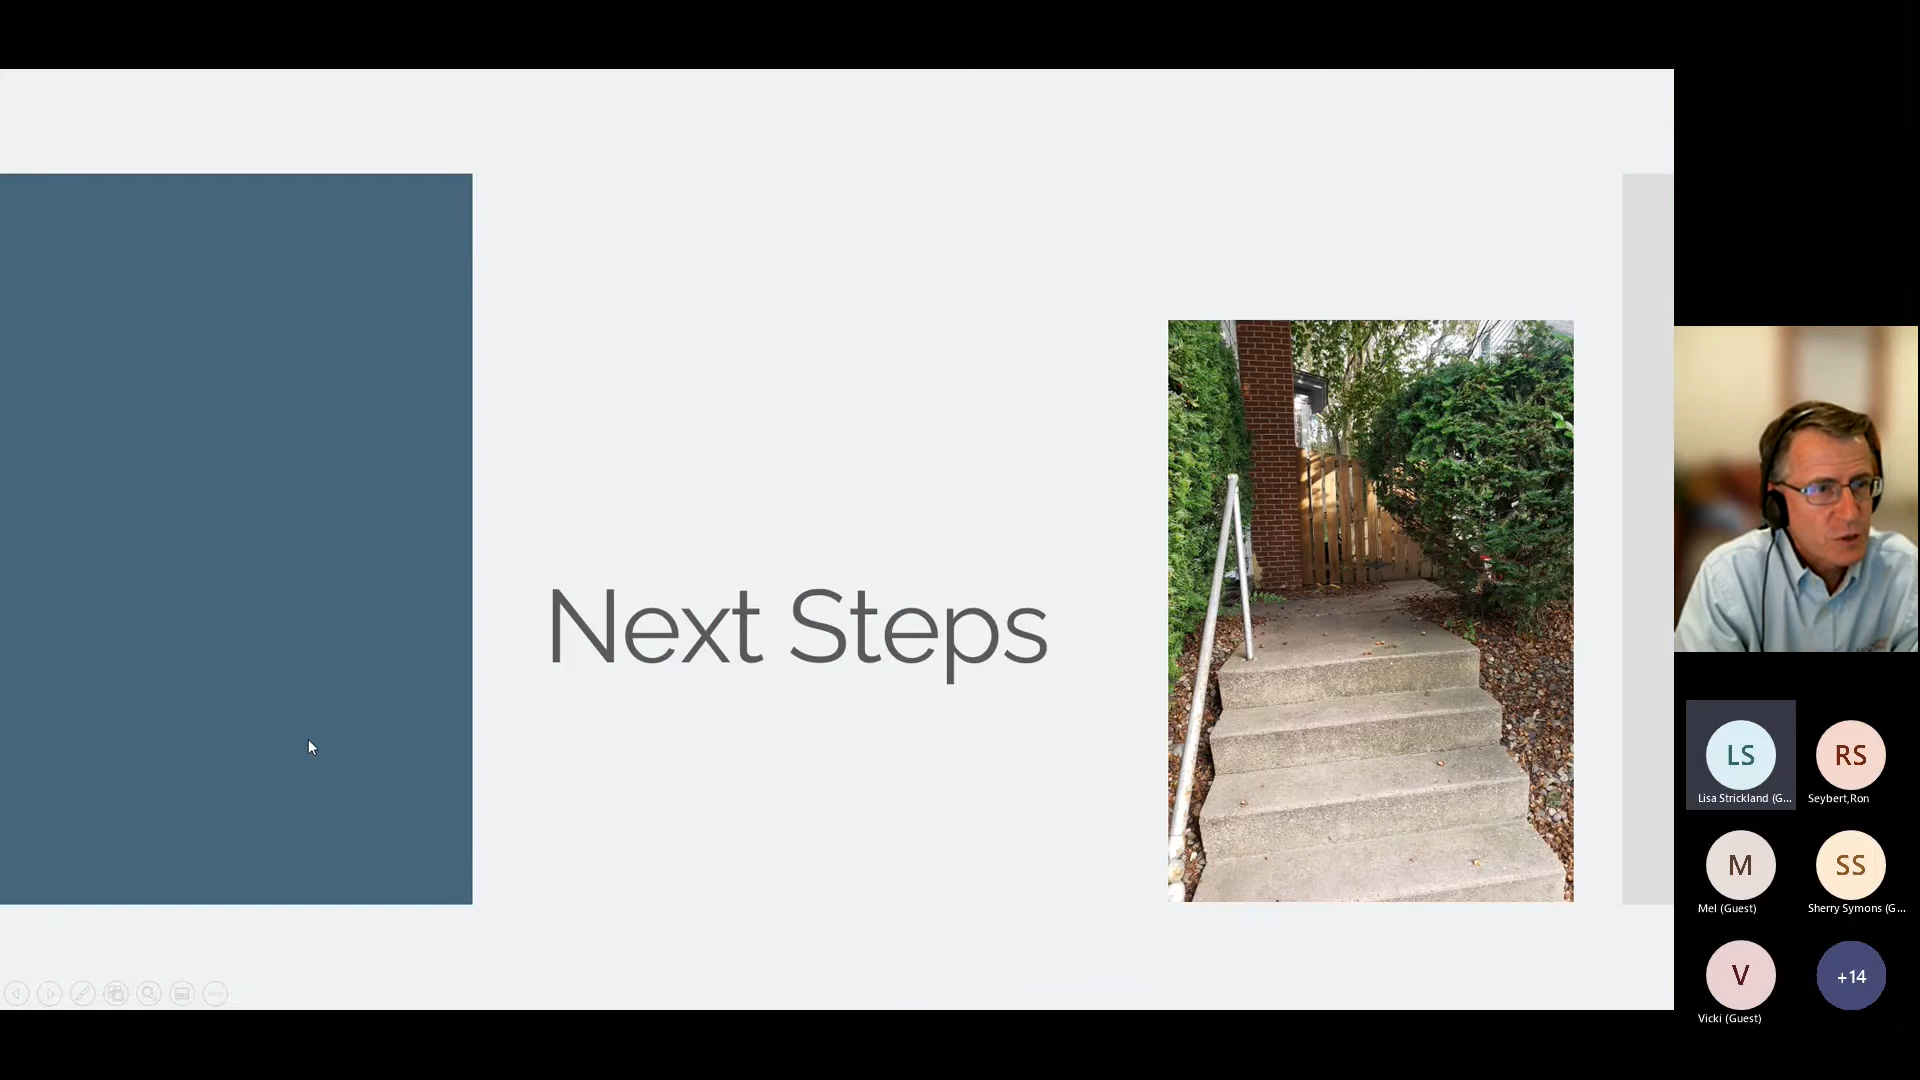 Next Steps
LS
RS
Lisa Strickland (G...
Seybert,Ron
M
SS
Mel (Guest)
Sherry Symons (G...
V
+14
Vicki (Guest)